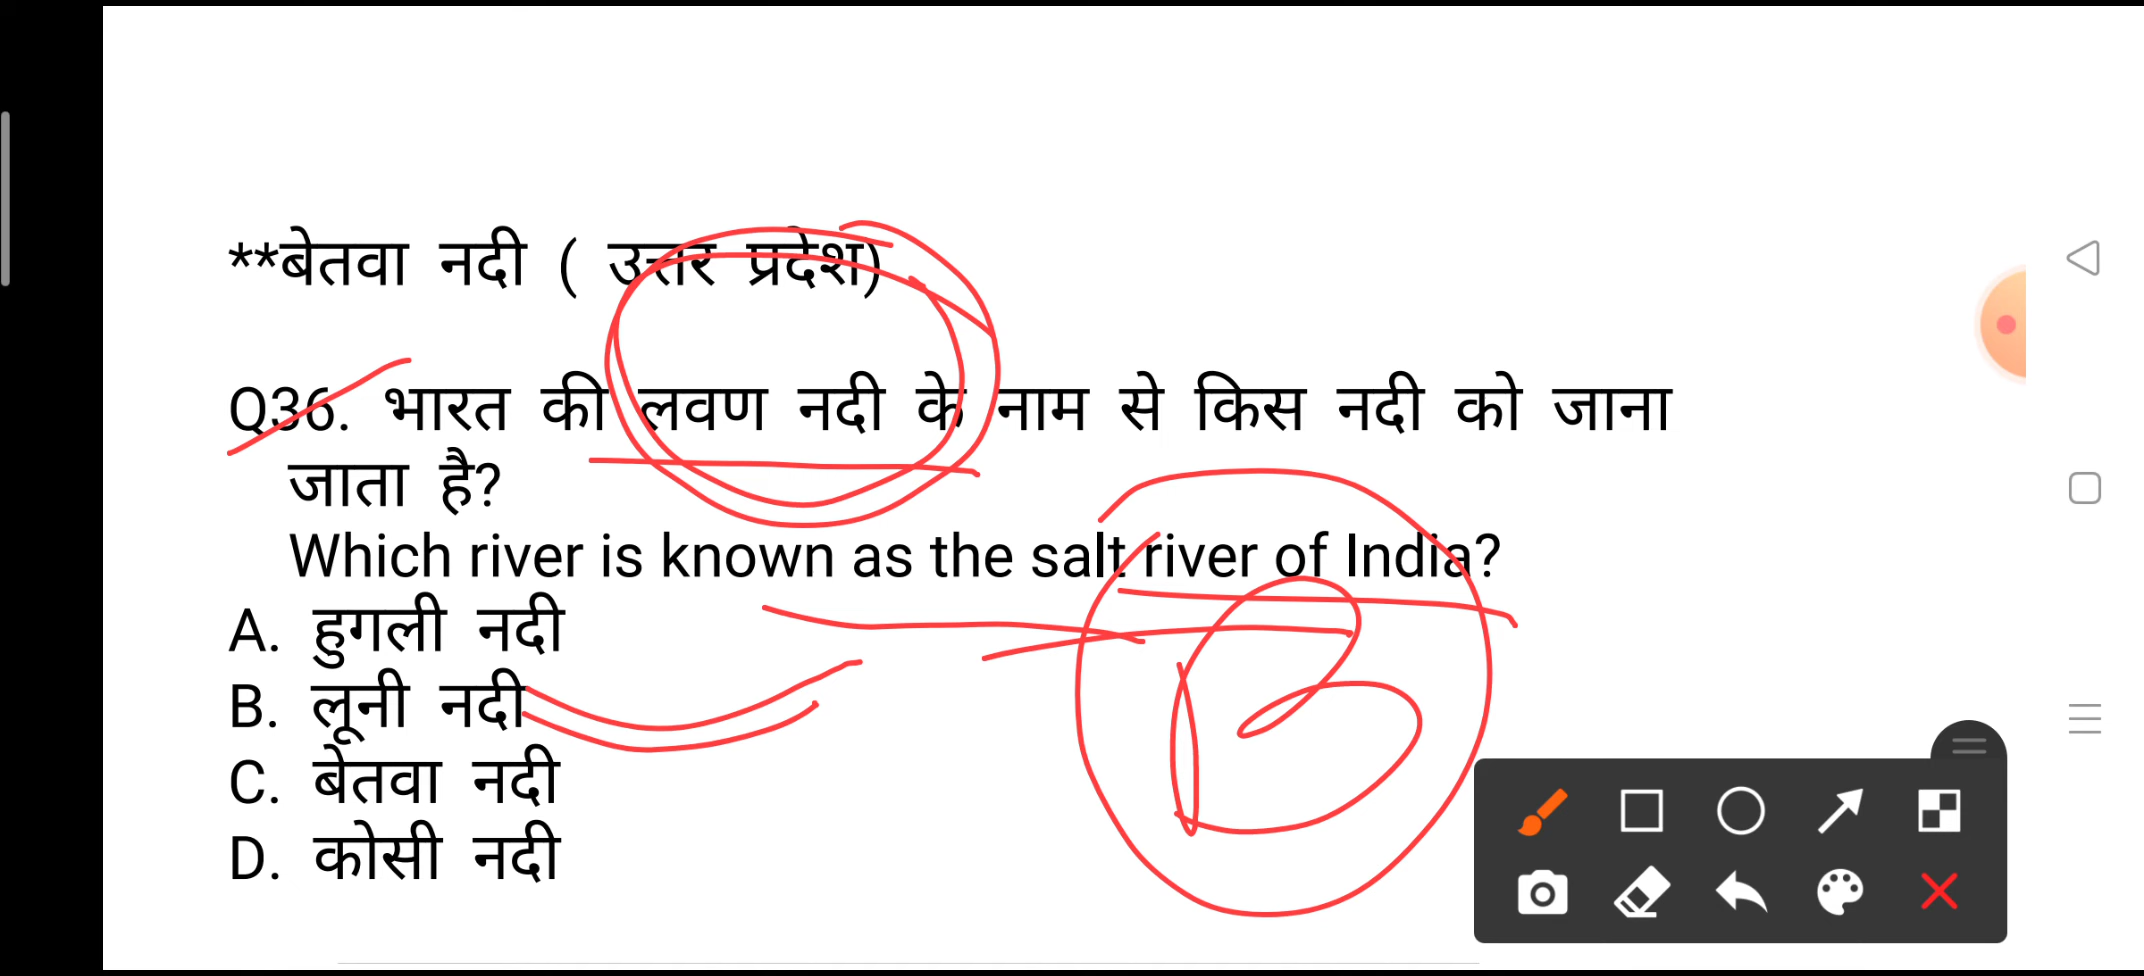 **बेतवा नदी ( उत्तर प्रदेश)
Q36. भारत की लवण नदी के नाम से किस नदी को जाना
जाता है?
Which river is known as the salt river of India?
A. हुगली नदी
B. लूनी नदी
C. बेतवा नदी
D. कोसी नदी
B